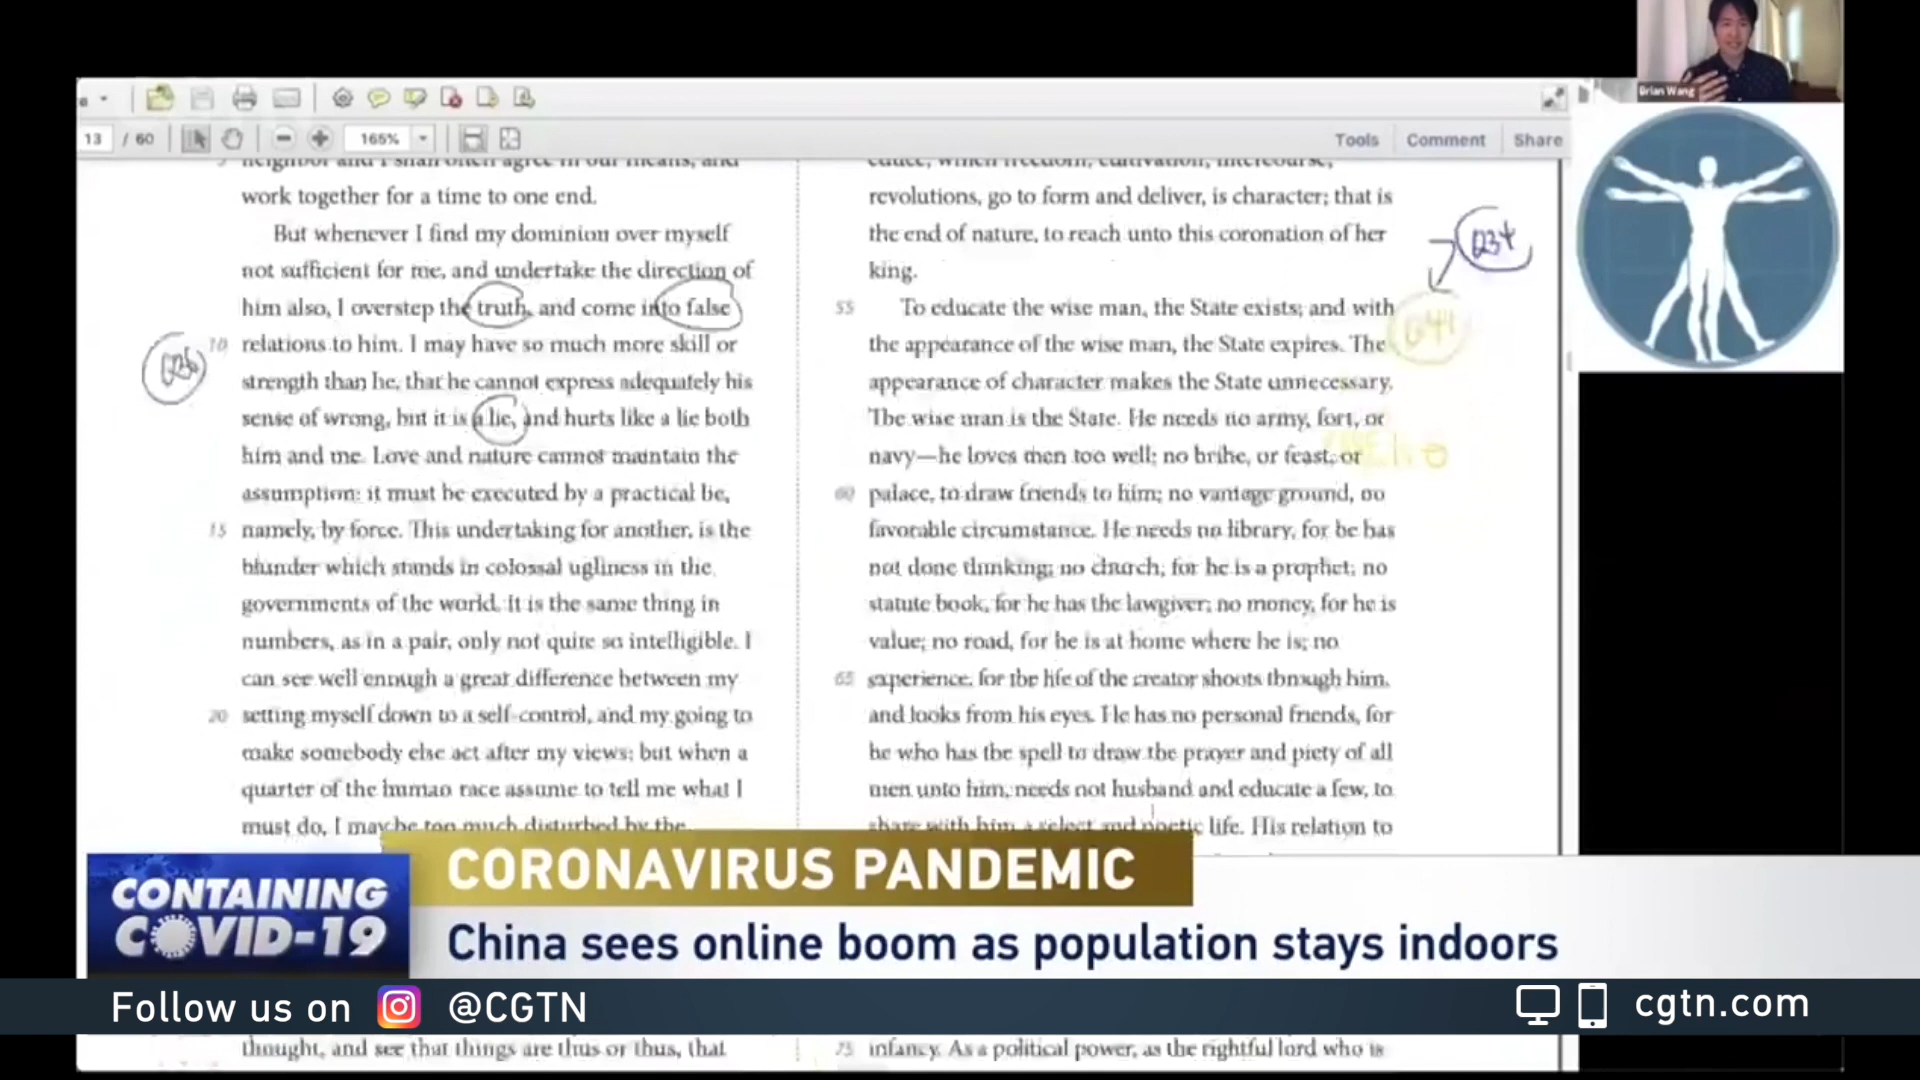 Brian Wang
13 / 60
165%
Tools
Comment
Share
work together for a time to one end.
But whenever I find my dominion over myself
not sufficient for me, and undertake the direction of
him also, I overstep the truth, and come into false
10 relations to him. I may have so much more skill or
strength than he, that he cannot express adequately his
sense of wrong, but it is a lie, and hurts like a lie both
him and me. Love and nature cannot maintain the
assumption: it must be executed by a practical lie,
15 namely, by force. This undertaking for another, is the
blunder which stands in colossal ugliness in the
governments of the world. It is the same thing in
numbers, as in a pair, only not quite so intelligible. I
can see well enough a great difference between my
20 setting myself down to a self-control, and my going to
make somebody else act after my views: but when a
quarter of the human race assume to tell me what I
must do, I may be too much disturbed by the
thought, and see that things are thus or thus, that
revolutions, go to form and deliver, is character; that is
the end of nature, to reach unto this coronation of her
king.
55 To educate the wise man, the State exists; and with
the appearance of the wise man, the State expires. The
appearance of character makes the State unnecessary.
The wise man is the State. He needs no army, fort, or
navy—he loves men too well; no bribe, or feast, or
60 palace, to draw friends to him; no vantage ground, no
favorable circumstance. He needs no library, for he has
not done thinking; no church, for he is a prophet; no
statute book, for he has the lawgiver; no money, for he is
value; no road, for he is at home where he is; no
65 experience, for the life of the creator shoots through him,
and looks from his eyes. He has no personal friends, for
he who has the spell to draw the prayer and piety of all
men unto him, needs not husband and educate a few, to
share with him a select and poetic life. His relation to
75 infancy. As a political power, as the rightful lord who is
Q34
CONTAINING
COVID-19
CORONAVIRUS PANDEMIC
China sees online boom as population stays indoors
Follow us on @CGTN
cgtn.com